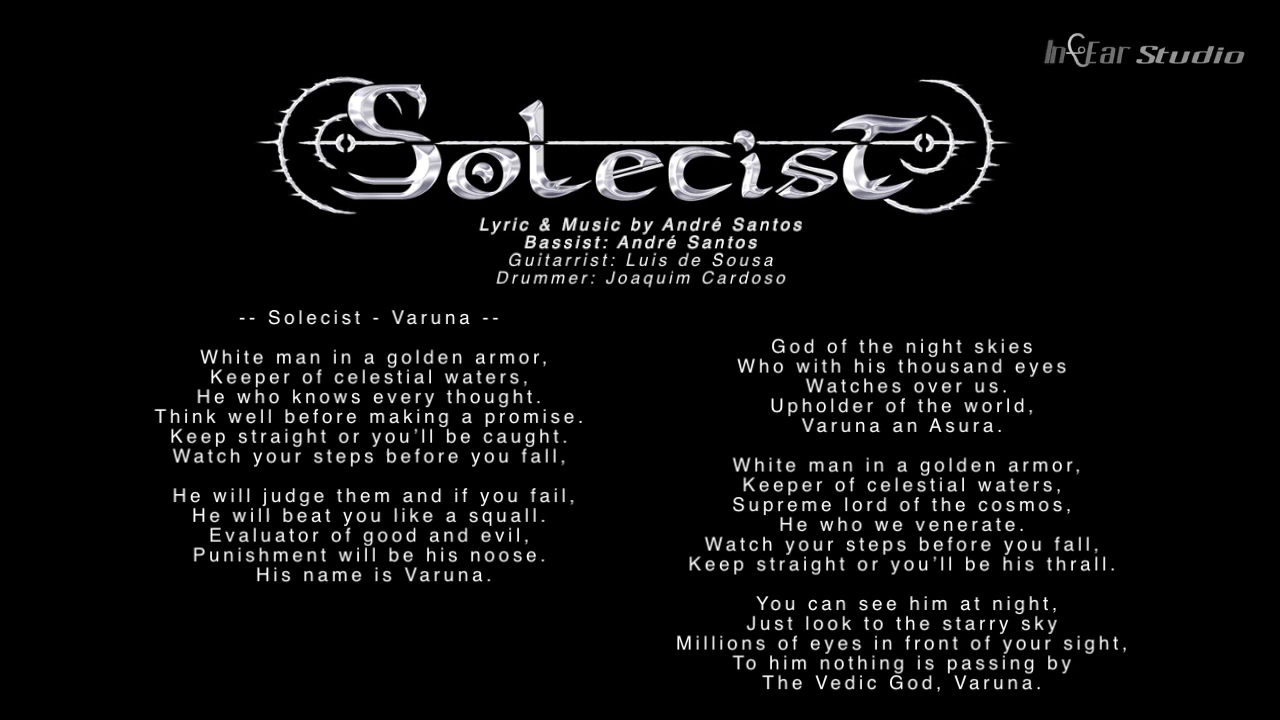 In Ear Studio
Solecist
Lyric & Music by André Santos
Bassist: André Santos
Guitarrist: Luis de Sousa
Drummer: Joaquim Cardoso
-- Solecist - Varuna --
White man in a golden armor,
Keeper of celestial waters,
He who knows every thought.
Think well before making a promise.
Keep straight or you'll be caught.
Watch your steps before you fall,
He will judge them and if you fail,
He will beat you like a squall.
Evaluator of good and evil,
Punishment will be his noose.
His name is Varuna.
God of the night skies
Who with his thousand eyes
Watches over us.
Upholder of the world,
Varuna an Asura.
White man in a golden armor,
Keeper of celestial waters,
Supreme lord of the cosmos,
He who we venerate.
Watch your steps before you fall,
Keep straight or you'll be his thrall.
You can see him at night,
Just look to the starry sky
Millions of eyes in front of your sight,
To him nothing is passing by
The Vedic God, Varuna.